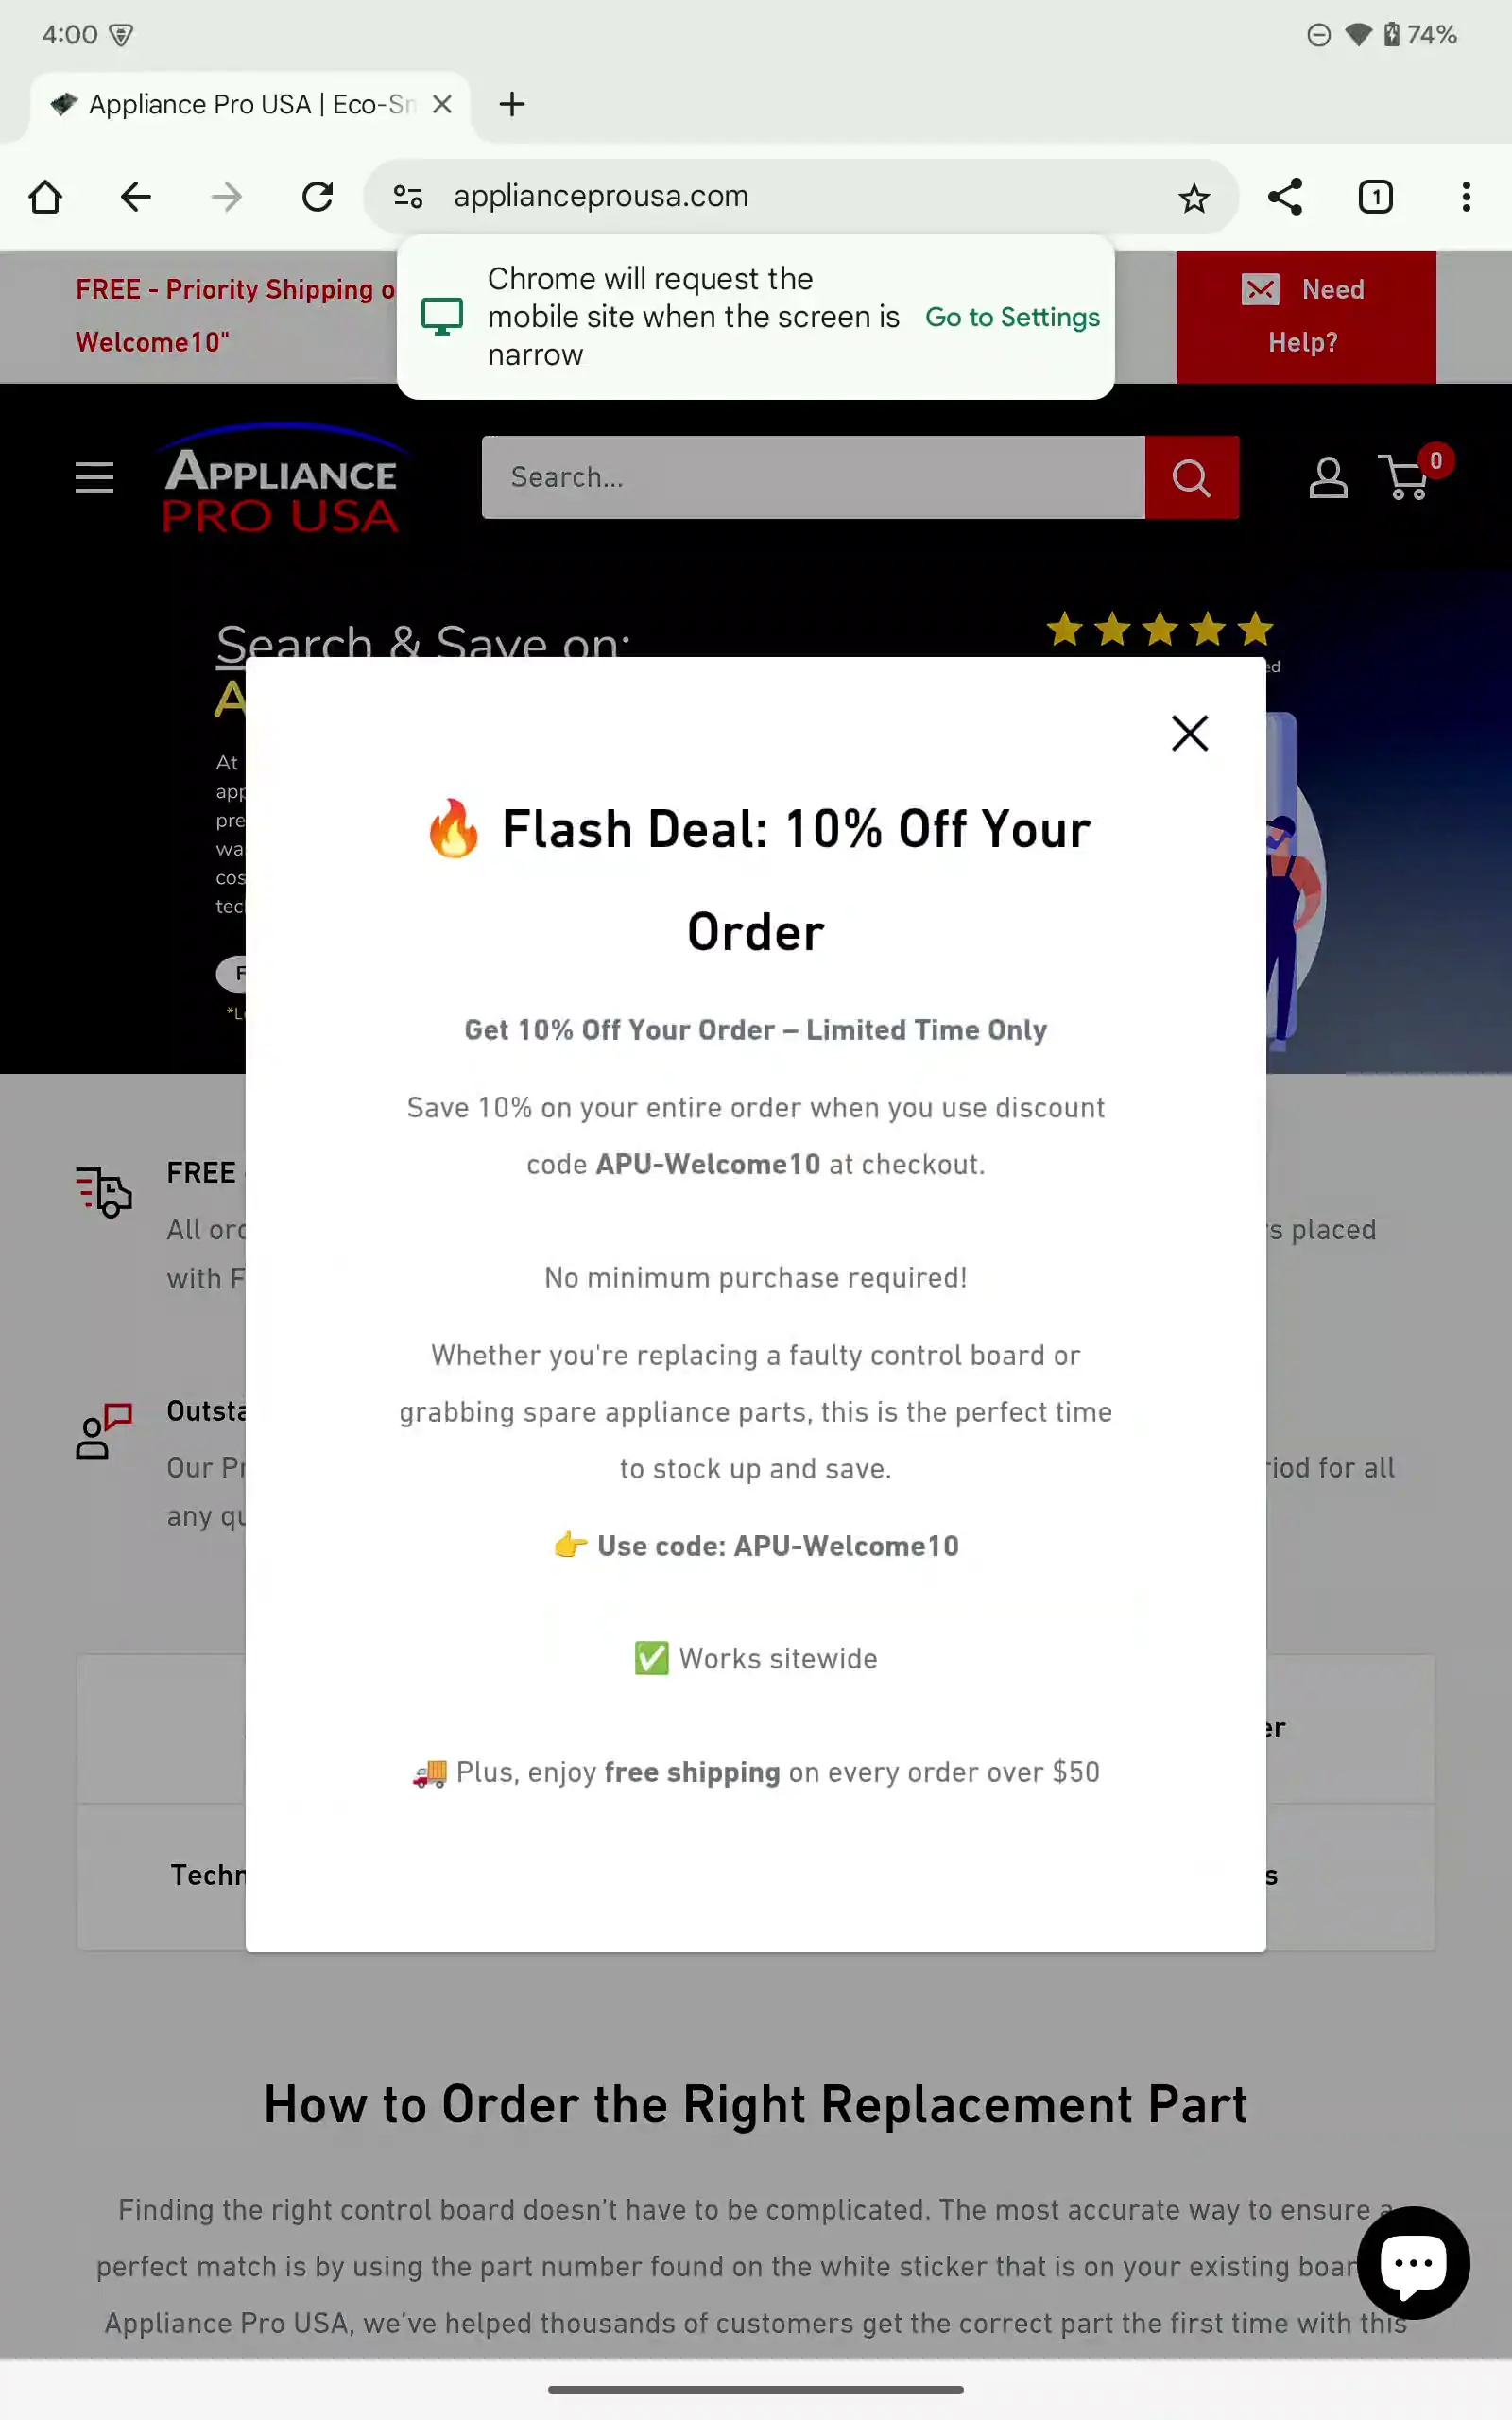 4:00
74%
Appliance Pro USA | Eco-Sm
applianceprousa.com
1
Chrome will request the
mobile site when the screen is
narrow
Go to Settings
FREE - Priority Shipping o
Welcome10"
Need
Help?
APPLIANCE
PRO USA
Search...
0
Search & Save on:
ed
A
At
app
pre
wa
cos
tec
F
*L
Flash Deal: 10% Off Your
Order
Get 10% Off Your Order – Limited Time Only
Save 10% on your entire order when you use discount
code APU-Welcome10 at checkout.
No minimum purchase required!
Whether you're replacing a faulty control board or
grabbing spare appliance parts, this is the perfect time
to stock up and save.
👉 Use code: APU-Welcome10
✅ Works sitewide
🚚 Plus, enjoy free shipping on every order over $50
FREE
All ord
with F
s placed
Outsta
Our Pr
any qu
riod for all
er
Techn
s
How to Order the Right Replacement Part
Finding the right control board doesn't have to be complicated. The most accurate way to ensure a
perfect match is by using the part number found on the white sticker that is on your existing boar
Appliance Pro USA, we've helped thousands of customers get the correct part the first time with this